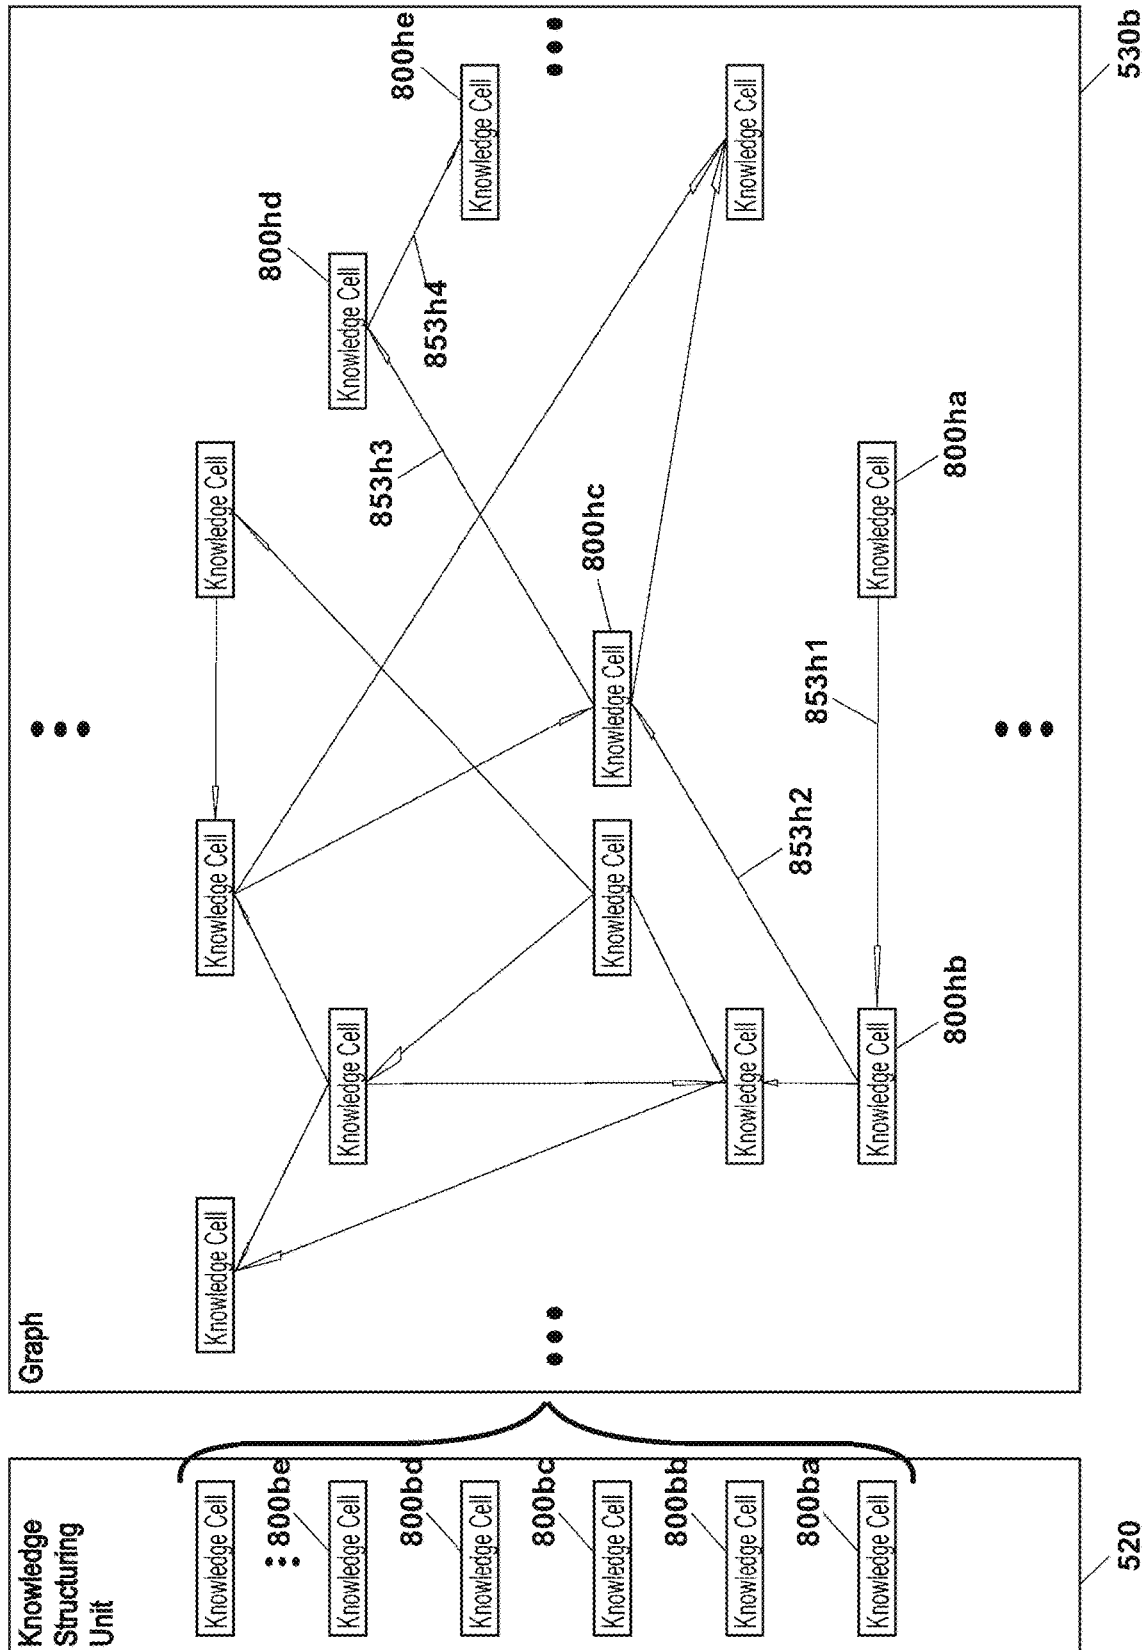 Knowledge
Structuring
Unit
Knowledge Cell
800be
Knowledge Cell
800bd
Knowledge Cell
800bc
Knowledge Cell
800bb
Knowledge Cell
800ba
Knowledge Cell
520
Graph
Knowledge Cell
Knowledge Cell
Knowledge Cell
800hd
Knowledge Cell
Knowledge Cell
853h3
800he
853h4
Knowledge Cell
800hc
Knowledge Cell
Knowledge Cell
Knowledge Cell
Knowledge Cell
853h2
853h1
Knowledge Cell
Knowledge Cell
800hb
800ha
530b